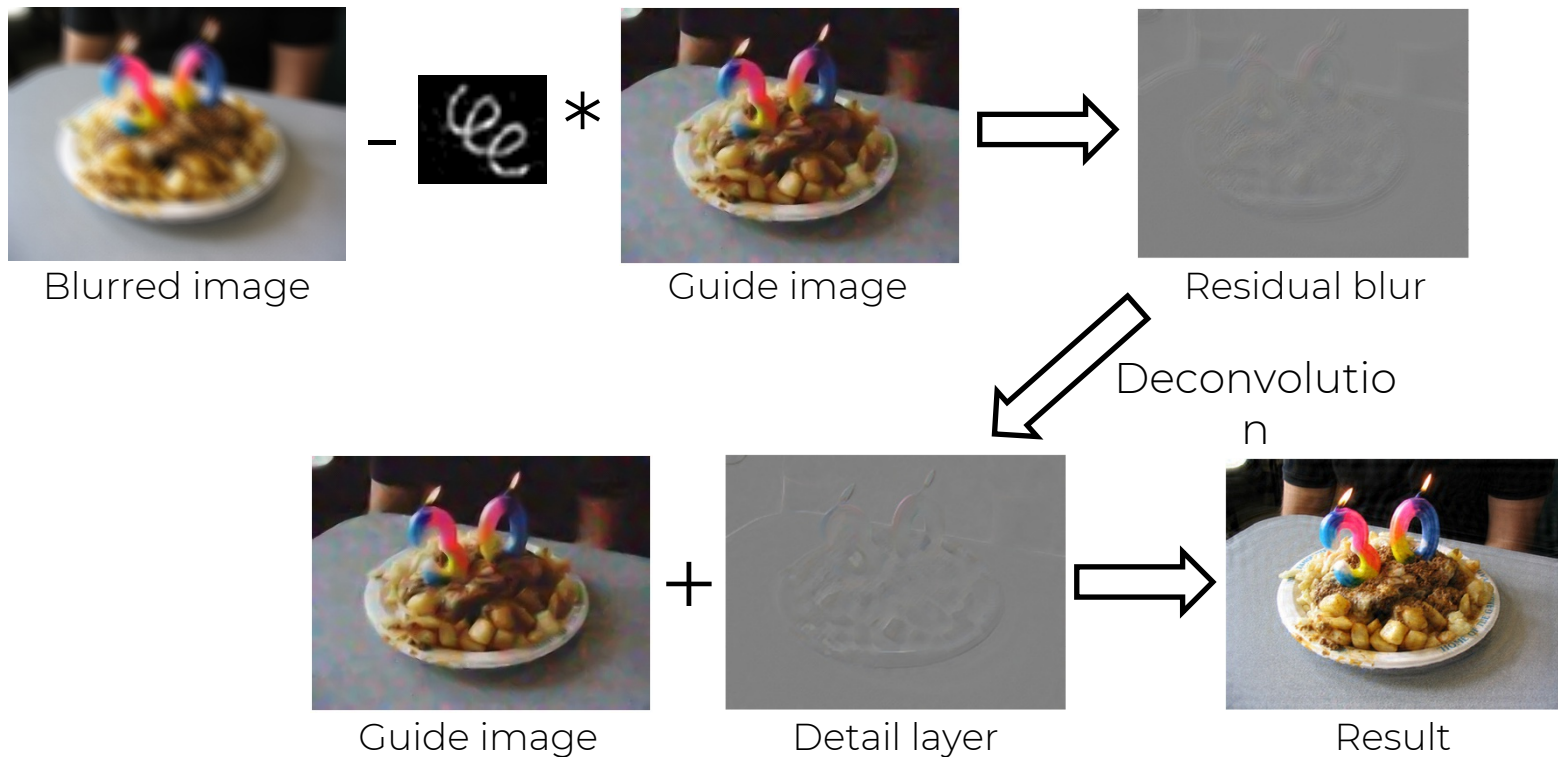 -
*
Blurred image
Guide image
Residual blur
Deconvolutio
n
+
Guide image
Detail layer
Result